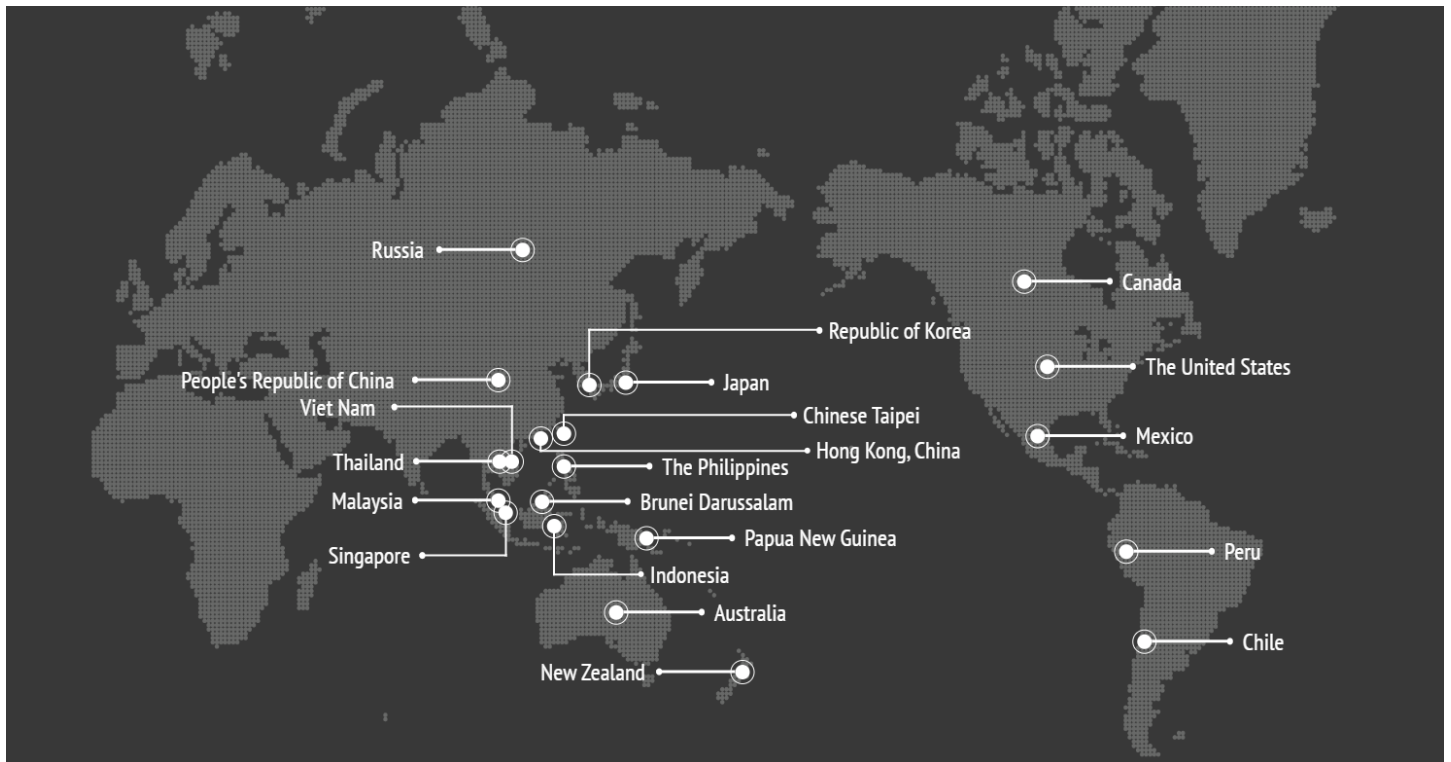 Russia
Canada
Republic of Korea
The United States
People's Republic of China
Japan
Viet Nam
Chinese Taipei
Mexico
Hong Kong, China
Thailand
The Philippines
Malaysia
Brunei Darussalam
Papua New Guinea
Singapore
Peru
Indonesia
Australia
Chile
New Zealand